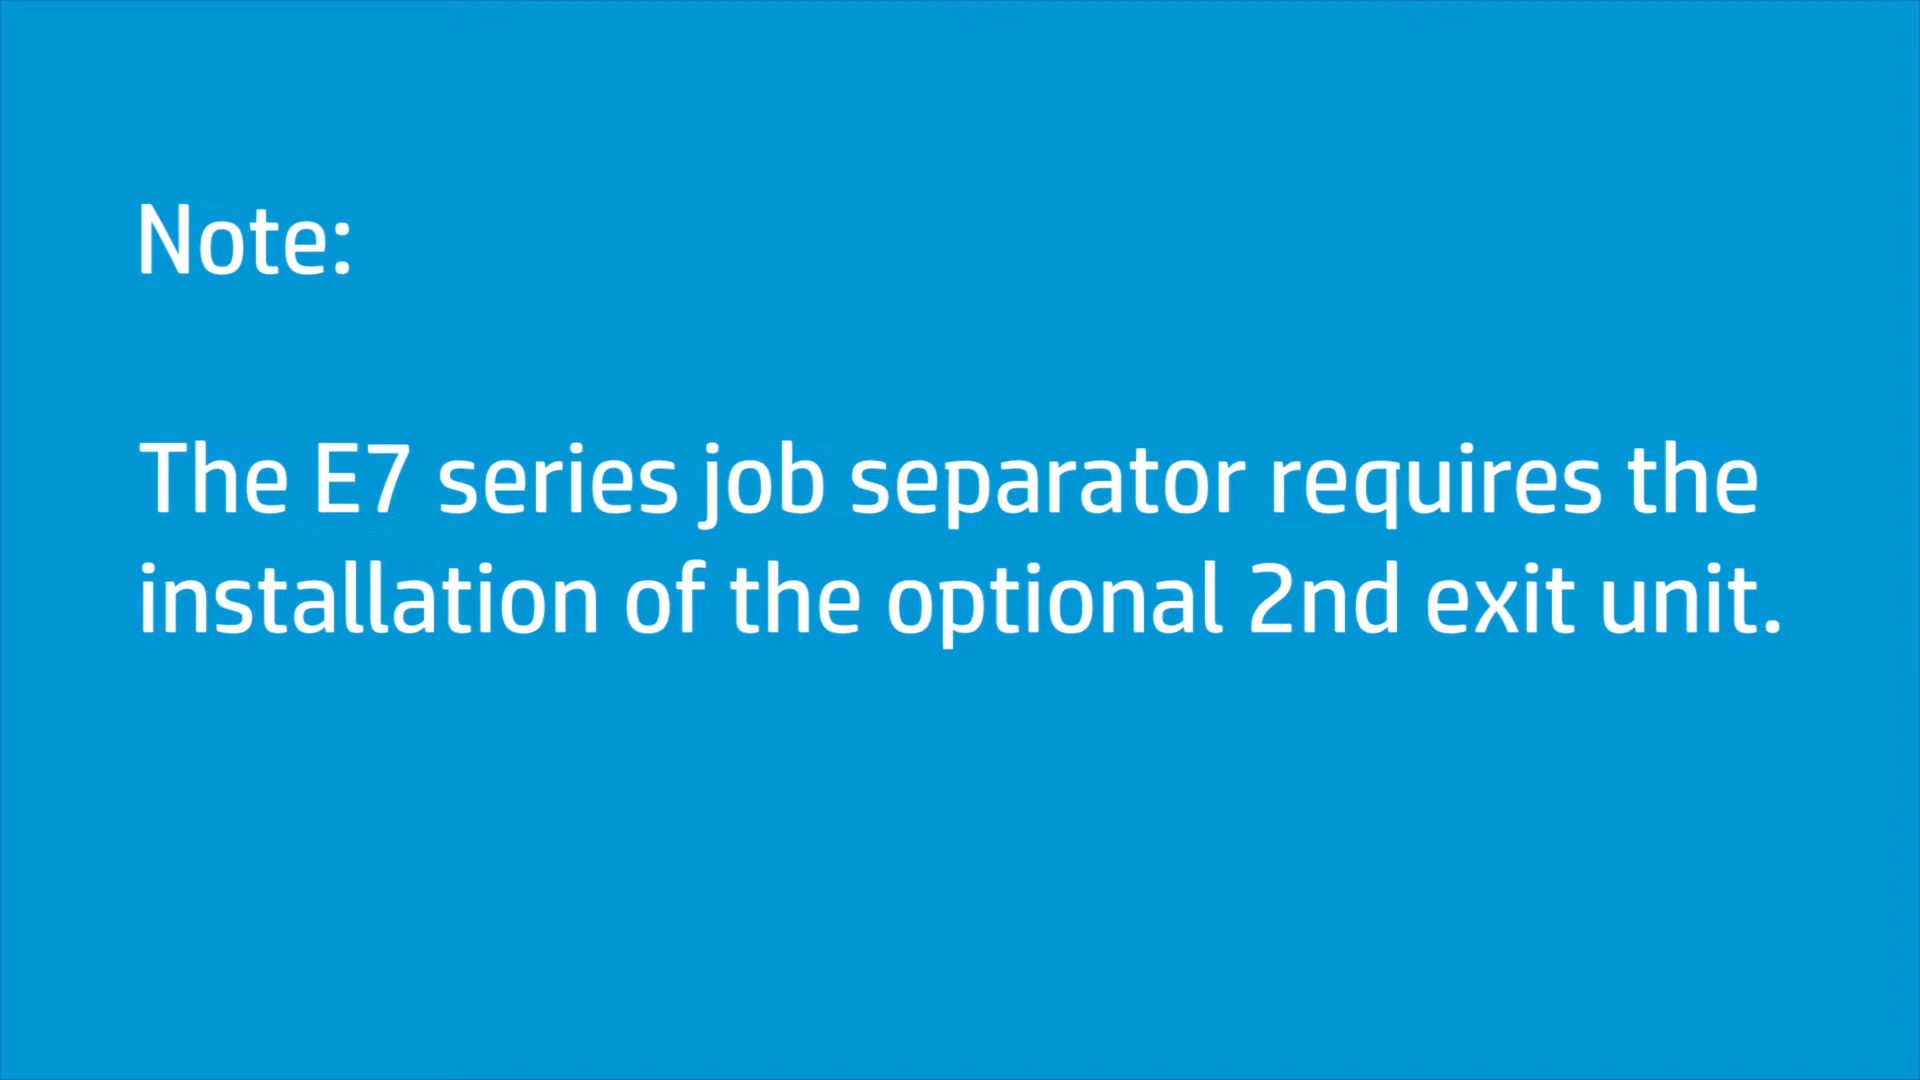 Note:
The E7 series job separator requires the
installation of the optional 2nd exit unit.